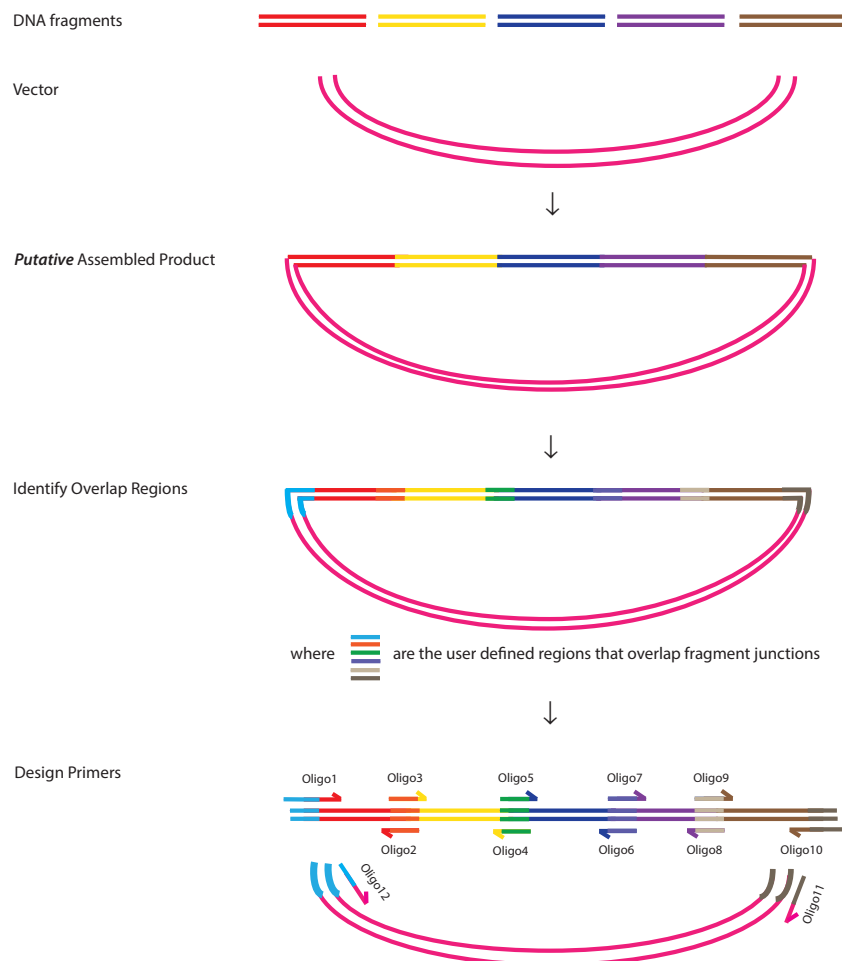 DNA fragments
Vector
Putative Assembled Product
Identify Overlap Regions
where are the user defined regions that overlap fragment junctions
Design Primers
Oligo1 Oligo3 Oligo5 Oligo7 Oligo9
Oligo2 Oligo4 Oligo6 Oligo8 Oligo10
Oligo12 Oligo11